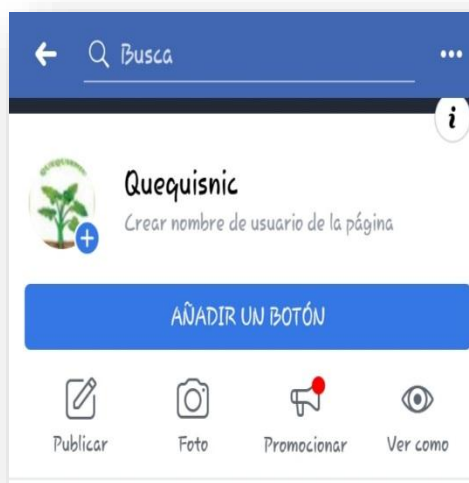 Busca
i
Quequisnic
Crear nombre de usuario de la página
AÑADIR UN BOTÓN
Publicar Foto Promocionar Ver como